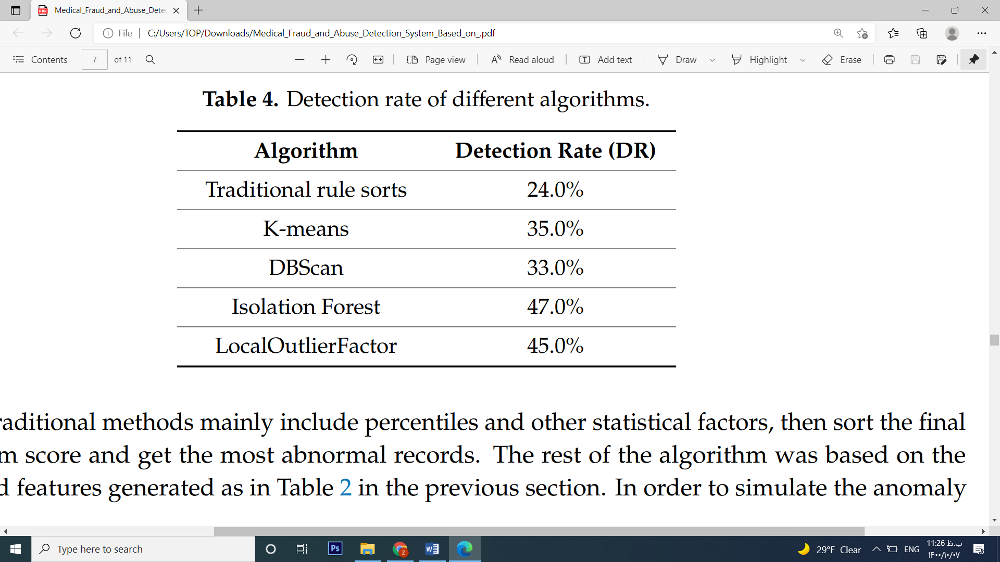 Medical_Fraud_and_Abuse_Detec
File C:/Users/TOP/Downloads/Medical_Fraud_and_Abuse_Detection_System_Based_on_.pdf
Contents 7 of 11 Page view Read aloud Add text Draw Highlight Erase
Table 4. Detection rate of different algorithms.
Algorithm Detection Rate (DR)
Traditional rule sorts 24.0%
K-means 35.0%
DBScan 33.0%
Isolation Forest 47.0%
LocalOutlierFactor 45.0%
raditional methods mainly include percentiles and other statistical factors, then sort the final
m score and get the most abnormal records. The rest of the algorithm was based on the
d features generated as in Table 2 in the previous section. In order to simulate the anomaly
Type here to search Ps Z W 29°F Clear ENG 11:26 ب.ظ
۱۴۰۰/۱۰/۰۷